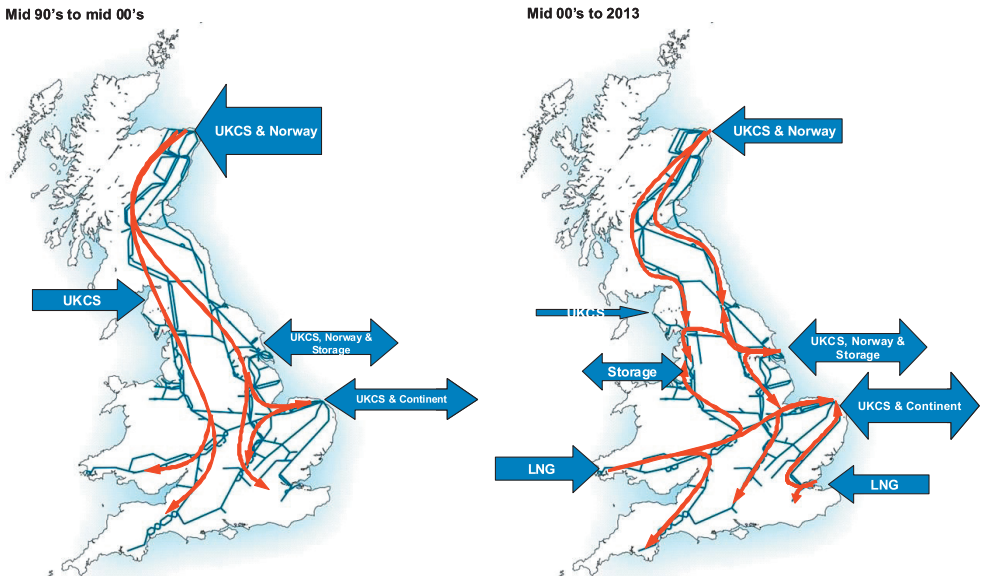 Mid 90's to mid 00's
UKCS & Norway
UKCS
UKCS, Norway &
Storage
UKCS & Continent
Mid 00's to 2013
UKCS & Norway
UKCS
UKCS, Norway &
Storage
Storage
UKCS & Continent
LNG
LNG